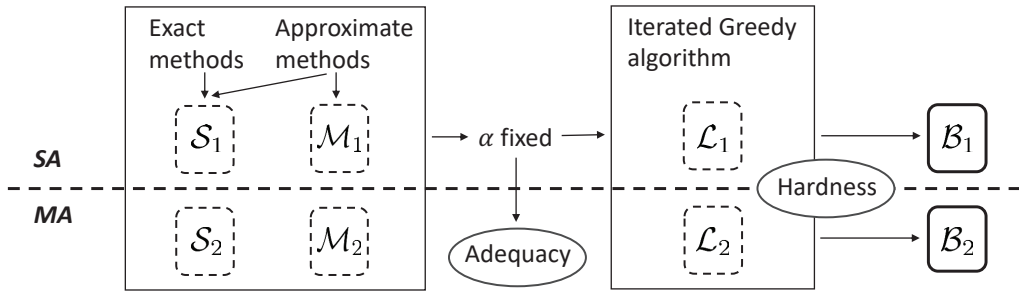 Exact methods
Approximate methods
Iterated Greedy algorithm
𝒮₁
ℳ₁
α fixed
ℒ₁
ℬ₁
SA
Hardness
MA
𝒮₂
ℳ₂
Adequacy
ℒ₂
ℬ₂